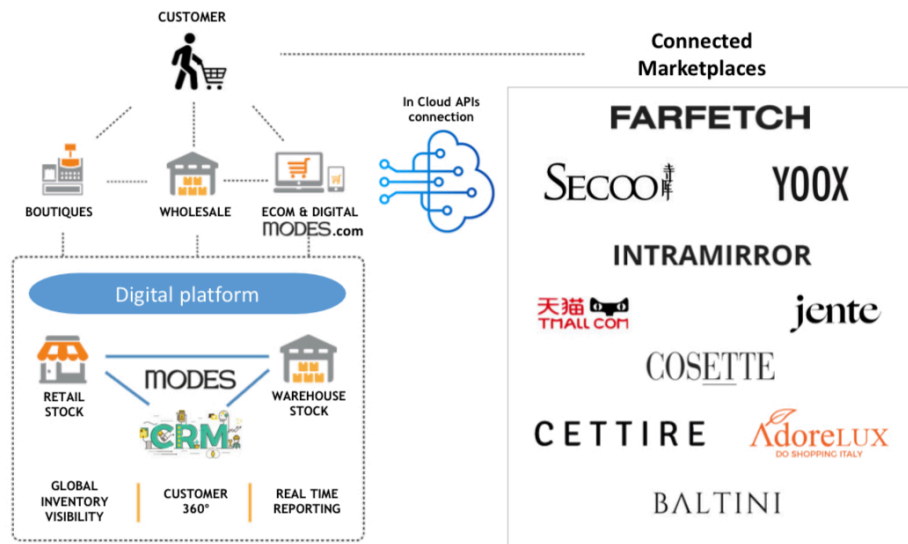 CUSTOMER
Connected
Marketplaces
In Cloud APIs
connection
BOUTIQUES
WHOLESALE
ECOM & DIGITAL
MODES.com
Digital platform
RETAIL
STOCK
MODES
WAREHOUSE
STOCK
CRM
GLOBAL
INVENTORY
VISIBILITY
CUSTOMER
360°
REAL TIME
REPORTING
FARFETCH
SECOO寺库
YOOX
INTRAMIRROR
天猫
TMALL.COM
jente
COSETTE
CETTIRE
ADORELUX
DO SHOPPING ITALY
BALTINI